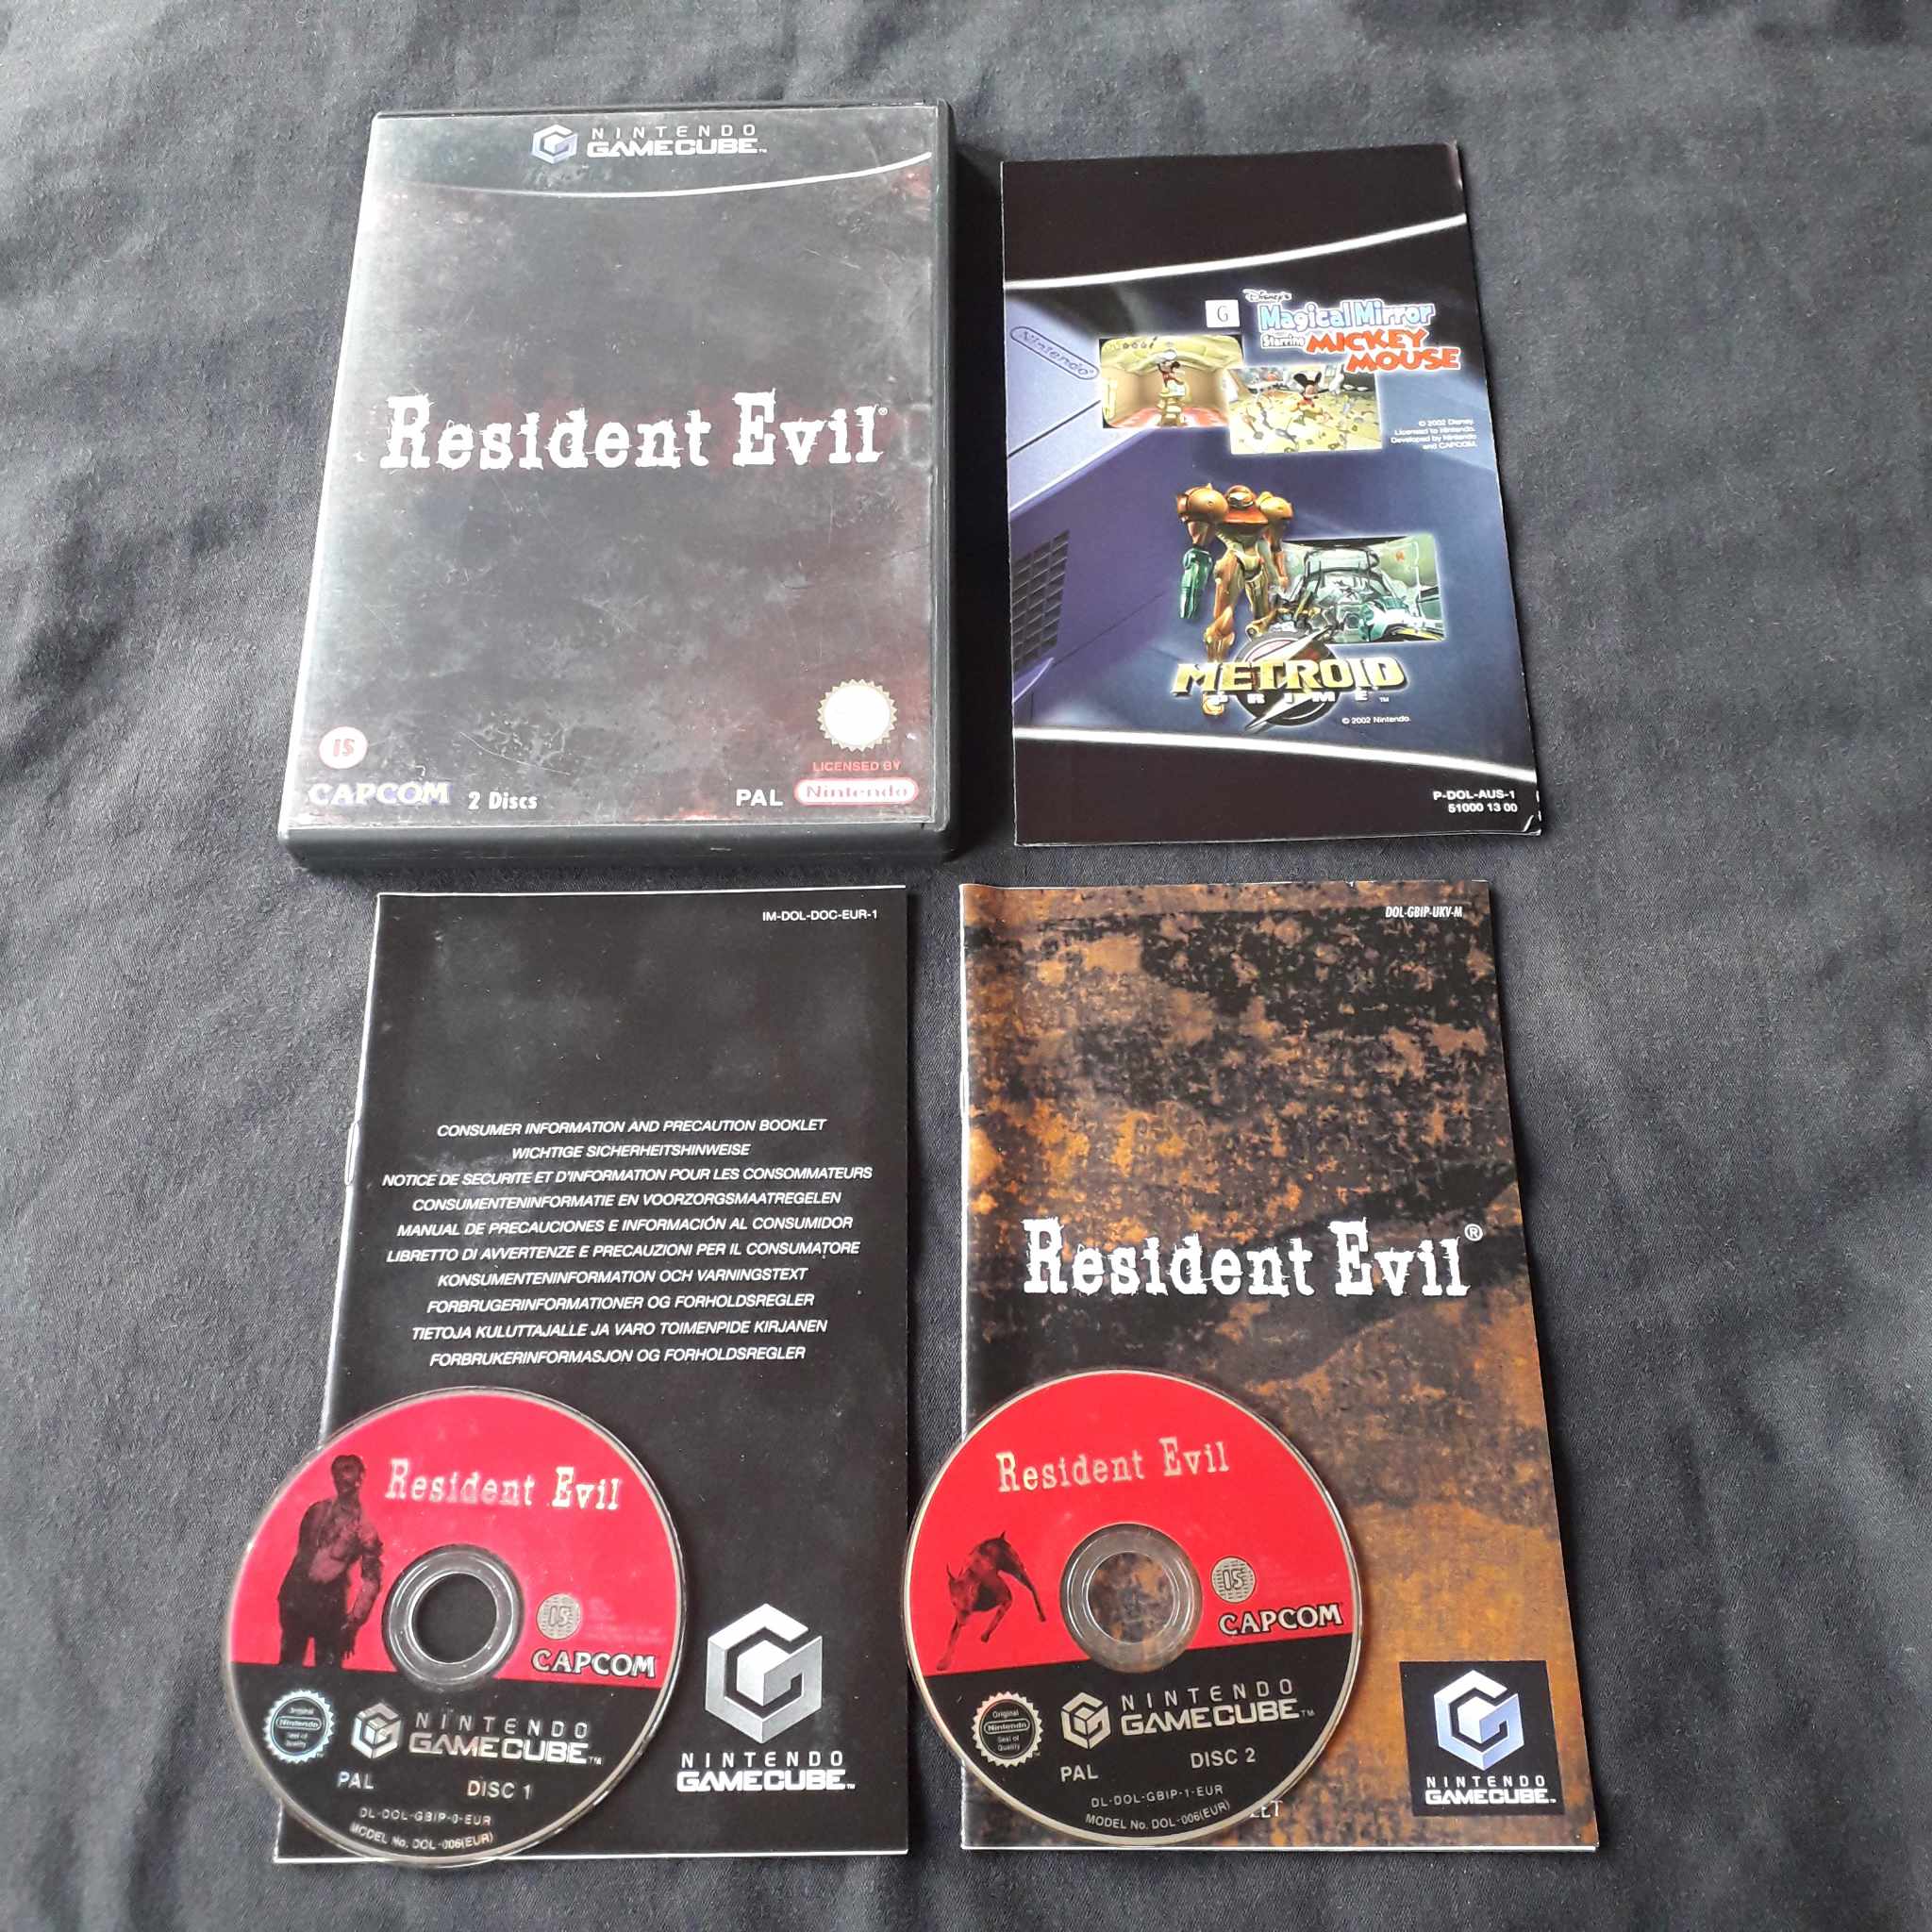 NINTENDO
GAMECUBE™
Resident Evil®
15
CAPCOM
2 Discs
PAL
LICENSED BY
Nintendo
Nintendo®
G
Disney's
Magical Mirror
Starring
MICKEY
MOUSE
© 2002 Disney.
Licensed to Nintendo.
Developed by Nintendo
and CAPCOM.
METROID
PRIME™
© 2002 Nintendo.
P-DOL-AUS-1
51000 13 00
IM-DOL-DOC-EUR-1
CONSUMER INFORMATION AND PRECAUTION BOOKLET
WICHTIGE SICHERHEITSHINWEISE
NOTICE DE SECURITE ET D'INFORMATION POUR LES CONSOMMATEURS
CONSUMENTENINFORMATIE EN VOORZORGSMAATREGELEN
MANUAL DE PRECAUCIONES E INFORMACIÓN AL CONSUMIDOR
LIBRETTO DI AVVERTENZE E PRECAUZIONI PER IL CONSUMATORE
KONSUMENTENINFORMATION OCH VARNINGSTEXT
FORBRUGERINFORMATIONER OG FORHOLDSREGLER
TIETOJA KULUTTAJALLE JA VARO TOIMENPIDE KIRJANEN
FORBRUKERINFORMASJON OG FORHOLDSREGLER
NINTENDO
GAMECUBE™
Resident Evil
15
CAPCOM
Original
Nintendo
Seal of
Quality
NINTENDO
GAMECUBE™
PAL
DISC 1
DL-DOL-GBIP-0-EUR
MODEL No. DOL-006(EUR)
DOL-GBIP-UKV-M
Resident Evil®
NINTENDO
GAMECUBE™
Resident Evil
15
CAPCOM
Original
Nintendo
Seal of
Quality
NINTENDO
GAMECUBE™
PAL
DISC 2
DL-DOL-GBIP-1-EUR
MODEL No. DOL-006(EUR)